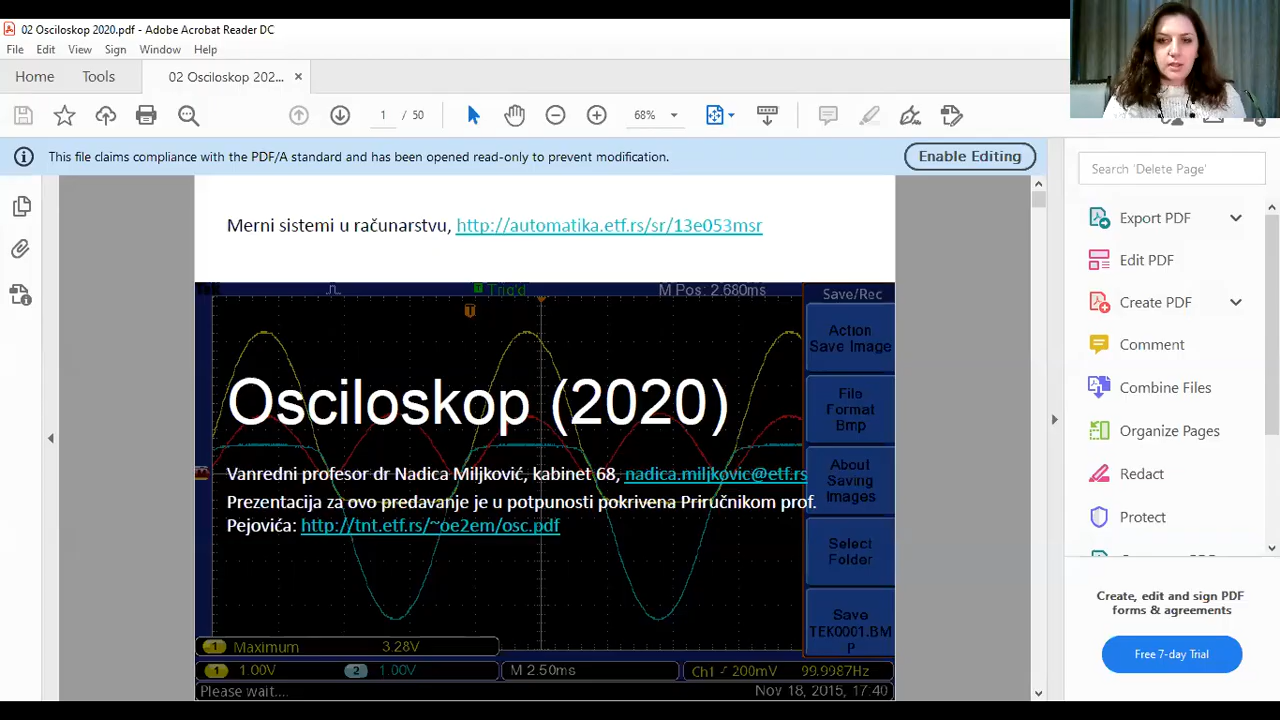 02 Osciloskop 2020.pdf - Adobe Acrobat Reader DC
File Edit View Sign Window Help
Home Tools 02 Osciloskop 202... ×
1 / 50 68%
This file claims compliance with the PDF/A standard and has been opened read-only to prevent modification.
Enable Editing
Merni sistemi u računarstvu, http://automatika.etf.rs/sr/13e053msr
Trig'd M Pos: 2.680ms Save/Rec
Action
Save Image
File
Format
Bmp
About
Saving
Images
Select
Folder
Save
TEK0001.BM
P
Osciloskop (2020)
Vanredni profesor dr Nadica Miljković, kabinet 68, nadica.miljkovic@etf.rs
Prezentacija za ovo predavanje je u potpunosti pokrivena Priručnikom prof.
Pejovića: http://tnt.etf.rs/~oe2em/osc.pdf
1 Maximum 3.28V
1 1.00V 2 1.00V M 2.50ms Ch1 200mV 99.9987Hz
Please wait.... Nov 18, 2015, 17:40
Search 'Delete Page'
Export PDF
Edit PDF
Create PDF
Comment
Combine Files
Organize Pages
Redact
Protect
Create, edit and sign PDF
forms & agreements
Free 7-day Trial